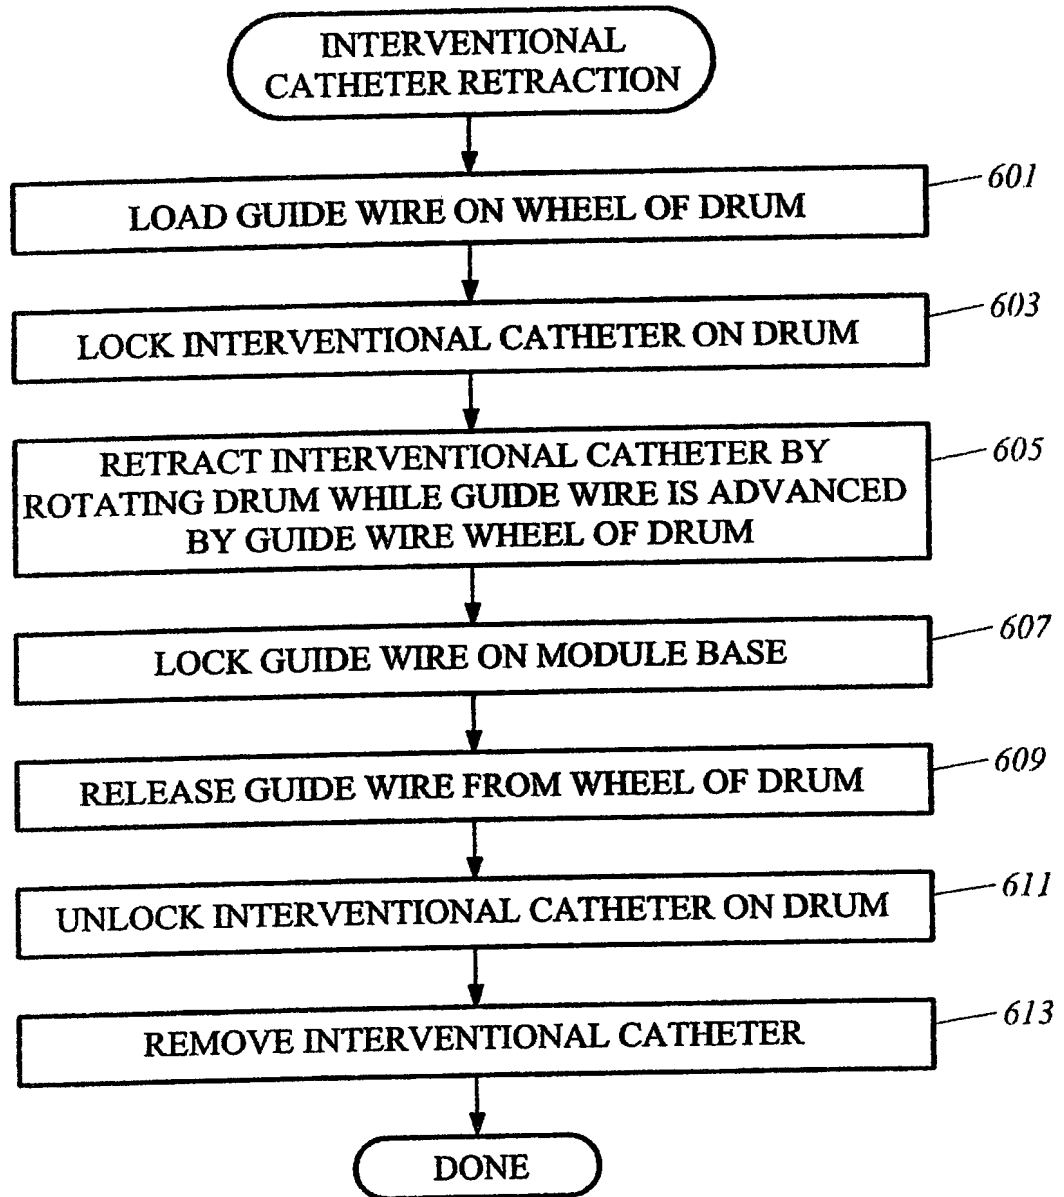 INTERVENTIONAL
CATHETER RETRACTION
601
LOAD GUIDE WIRE ON WHEEL OF DRUM
603
LOCK INTERVENTIONAL CATHETER ON DRUM
605
RETRACT INTERVENTIONAL CATHETER BY
ROTATING DRUM WHILE GUIDE WIRE IS ADVANCED
BY GUIDE WIRE WHEEL OF DRUM
607
LOCK GUIDE WIRE ON MODULE BASE
609
RELEASE GUIDE WIRE FROM WHEEL OF DRUM
611
UNLOCK INTERVENTIONAL CATHETER ON DRUM
613
REMOVE INTERVENTIONAL CATHETER
DONE